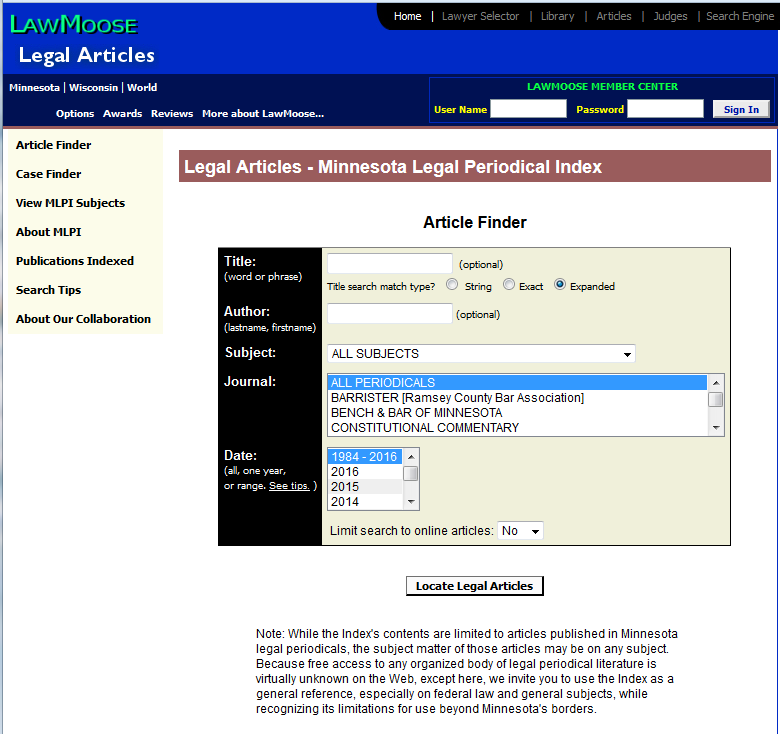 LAWMOOSE
Legal Articles
Home | Lawyer Selector | Library | Articles | Judges | Search Engine
Minnesota | Wisconsin | World
Options Awards Reviews More about LawMoose...
LAWMOOSE MEMBER CENTER
User Name Password Sign In
Article Finder
Case Finder
View MLPI Subjects
About MLPI
Publications Indexed
Search Tips
About Our Collaboration
Legal Articles - Minnesota Legal Periodical Index
Article Finder
Title:
(word or phrase)
(optional)
Title search match type? String Exact Expanded
Author:
(lastname, firstname)
(optional)
Subject:
ALL SUBJECTS
Journal:
ALL PERIODICALS
BARRISTER [Ramsey County Bar Association]
BENCH & BAR OF MINNESOTA
CONSTITUTIONAL COMMENTARY
Date:
(all, one year,
or range. See tips. )
1984 - 2016
2016
2015
2014
Limit search to online articles: No
Locate Legal Articles
Note: While the Index's contents are limited to articles published in Minnesota
legal periodicals, the subject matter of those articles may be on any subject.
Because free access to any organized body of legal periodical literature is
virtually unknown on the Web, except here, we invite you to use the Index as a
general reference, especially on federal law and general subjects, while
recognizing its limitations for use beyond Minnesota's borders.